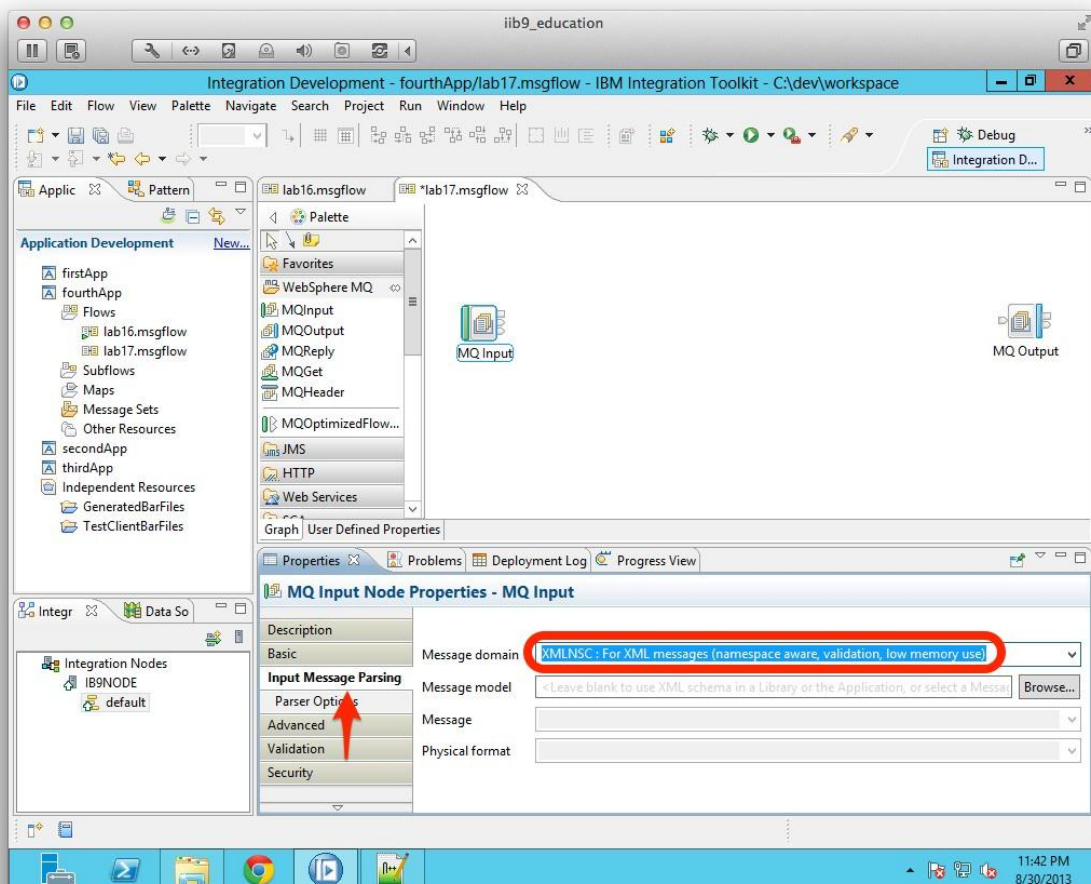 iib9_education
Integration Development - fourthApp/lab17.msgflow - IBM Integration Toolkit - C:\dev\workspace
File Edit Flow View Palette Navigate Search Project Run Window Help
Debug
Integration D...
Applic Pattern
lab16.msgflow *lab17.msgflow
Application Development New...
firstApp
fourthApp
Flows
lab16.msgflow
lab17.msgflow
Subflows
Maps
Message Sets
Other Resources
secondApp
thirdApp
Independent Resources
GeneratedBarFiles
TestClientBarFiles
Palette
Favorites
WebSphere MQ
MQInput
MQOutput
MQReply
MQGet
MQHeader
MQOptimizedFlow...
JMS
HTTP
Web Services
MQ Input
MQ Output
Graph User Defined Properties
Integr Data So
Integration Nodes
IB9NODE
default
Properties Problems Deployment Log Progress View
MQ Input Node Properties - MQ Input
Description
Basic
Input Message Parsing
Parser Options
Advanced
Validation
Security
Message domain XMLNSC : For XML messages (namespace aware, validation, low memory use)
Message model <Leave blank to use XML schema in a Library or the Application, or select a Messag Browse...
Message
Physical format
11:42 PM
8/30/2013